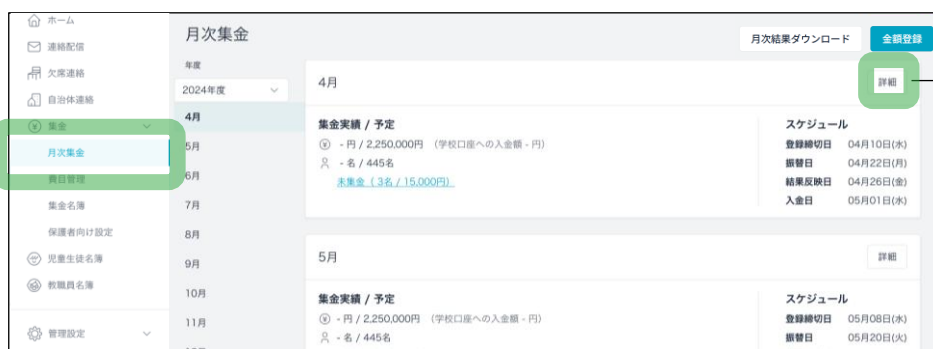 ホーム
連絡配信
欠席連絡
自治体連絡
集金
月次集金
費目管理
集金名簿
保護者向け設定
児童生徒名簿
教職員名簿
管理設定
月次集金
月次結果ダウンロード
金額登録
年度
2024年度
4月
5月
6月
7月
8月
9月
10月
11月
4月
詳細
集金実績 / 予定
- 円 / 2,250,000円 （学校口座への入金額 - 円）
- 名 / 445名
未集金（ 3名 / 15,000円）
スケジュール
登録締切日 04月10日(水)
振替日 04月22日(月)
結果反映日 04月26日(金)
入金日 05月01日(水)
5月
詳細
集金実績 / 予定
- 円 / 2,250,000円 （学校口座への入金額 - 円）
- 名 / 445名
スケジュール
登録締切日 05月08日(水)
振替日 05月20日(火)